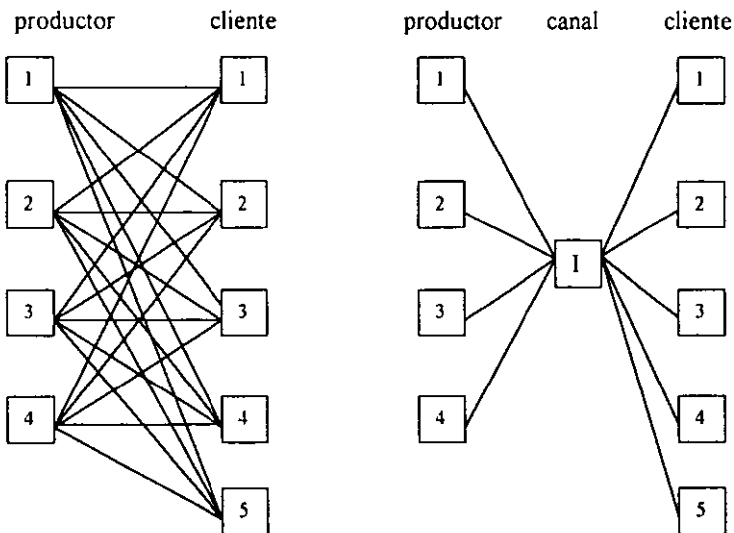 productor cliente productor canal cliente
1 1 1 1
2 2 2 2
I
3 3 3 3
4 4 4 4
5 5